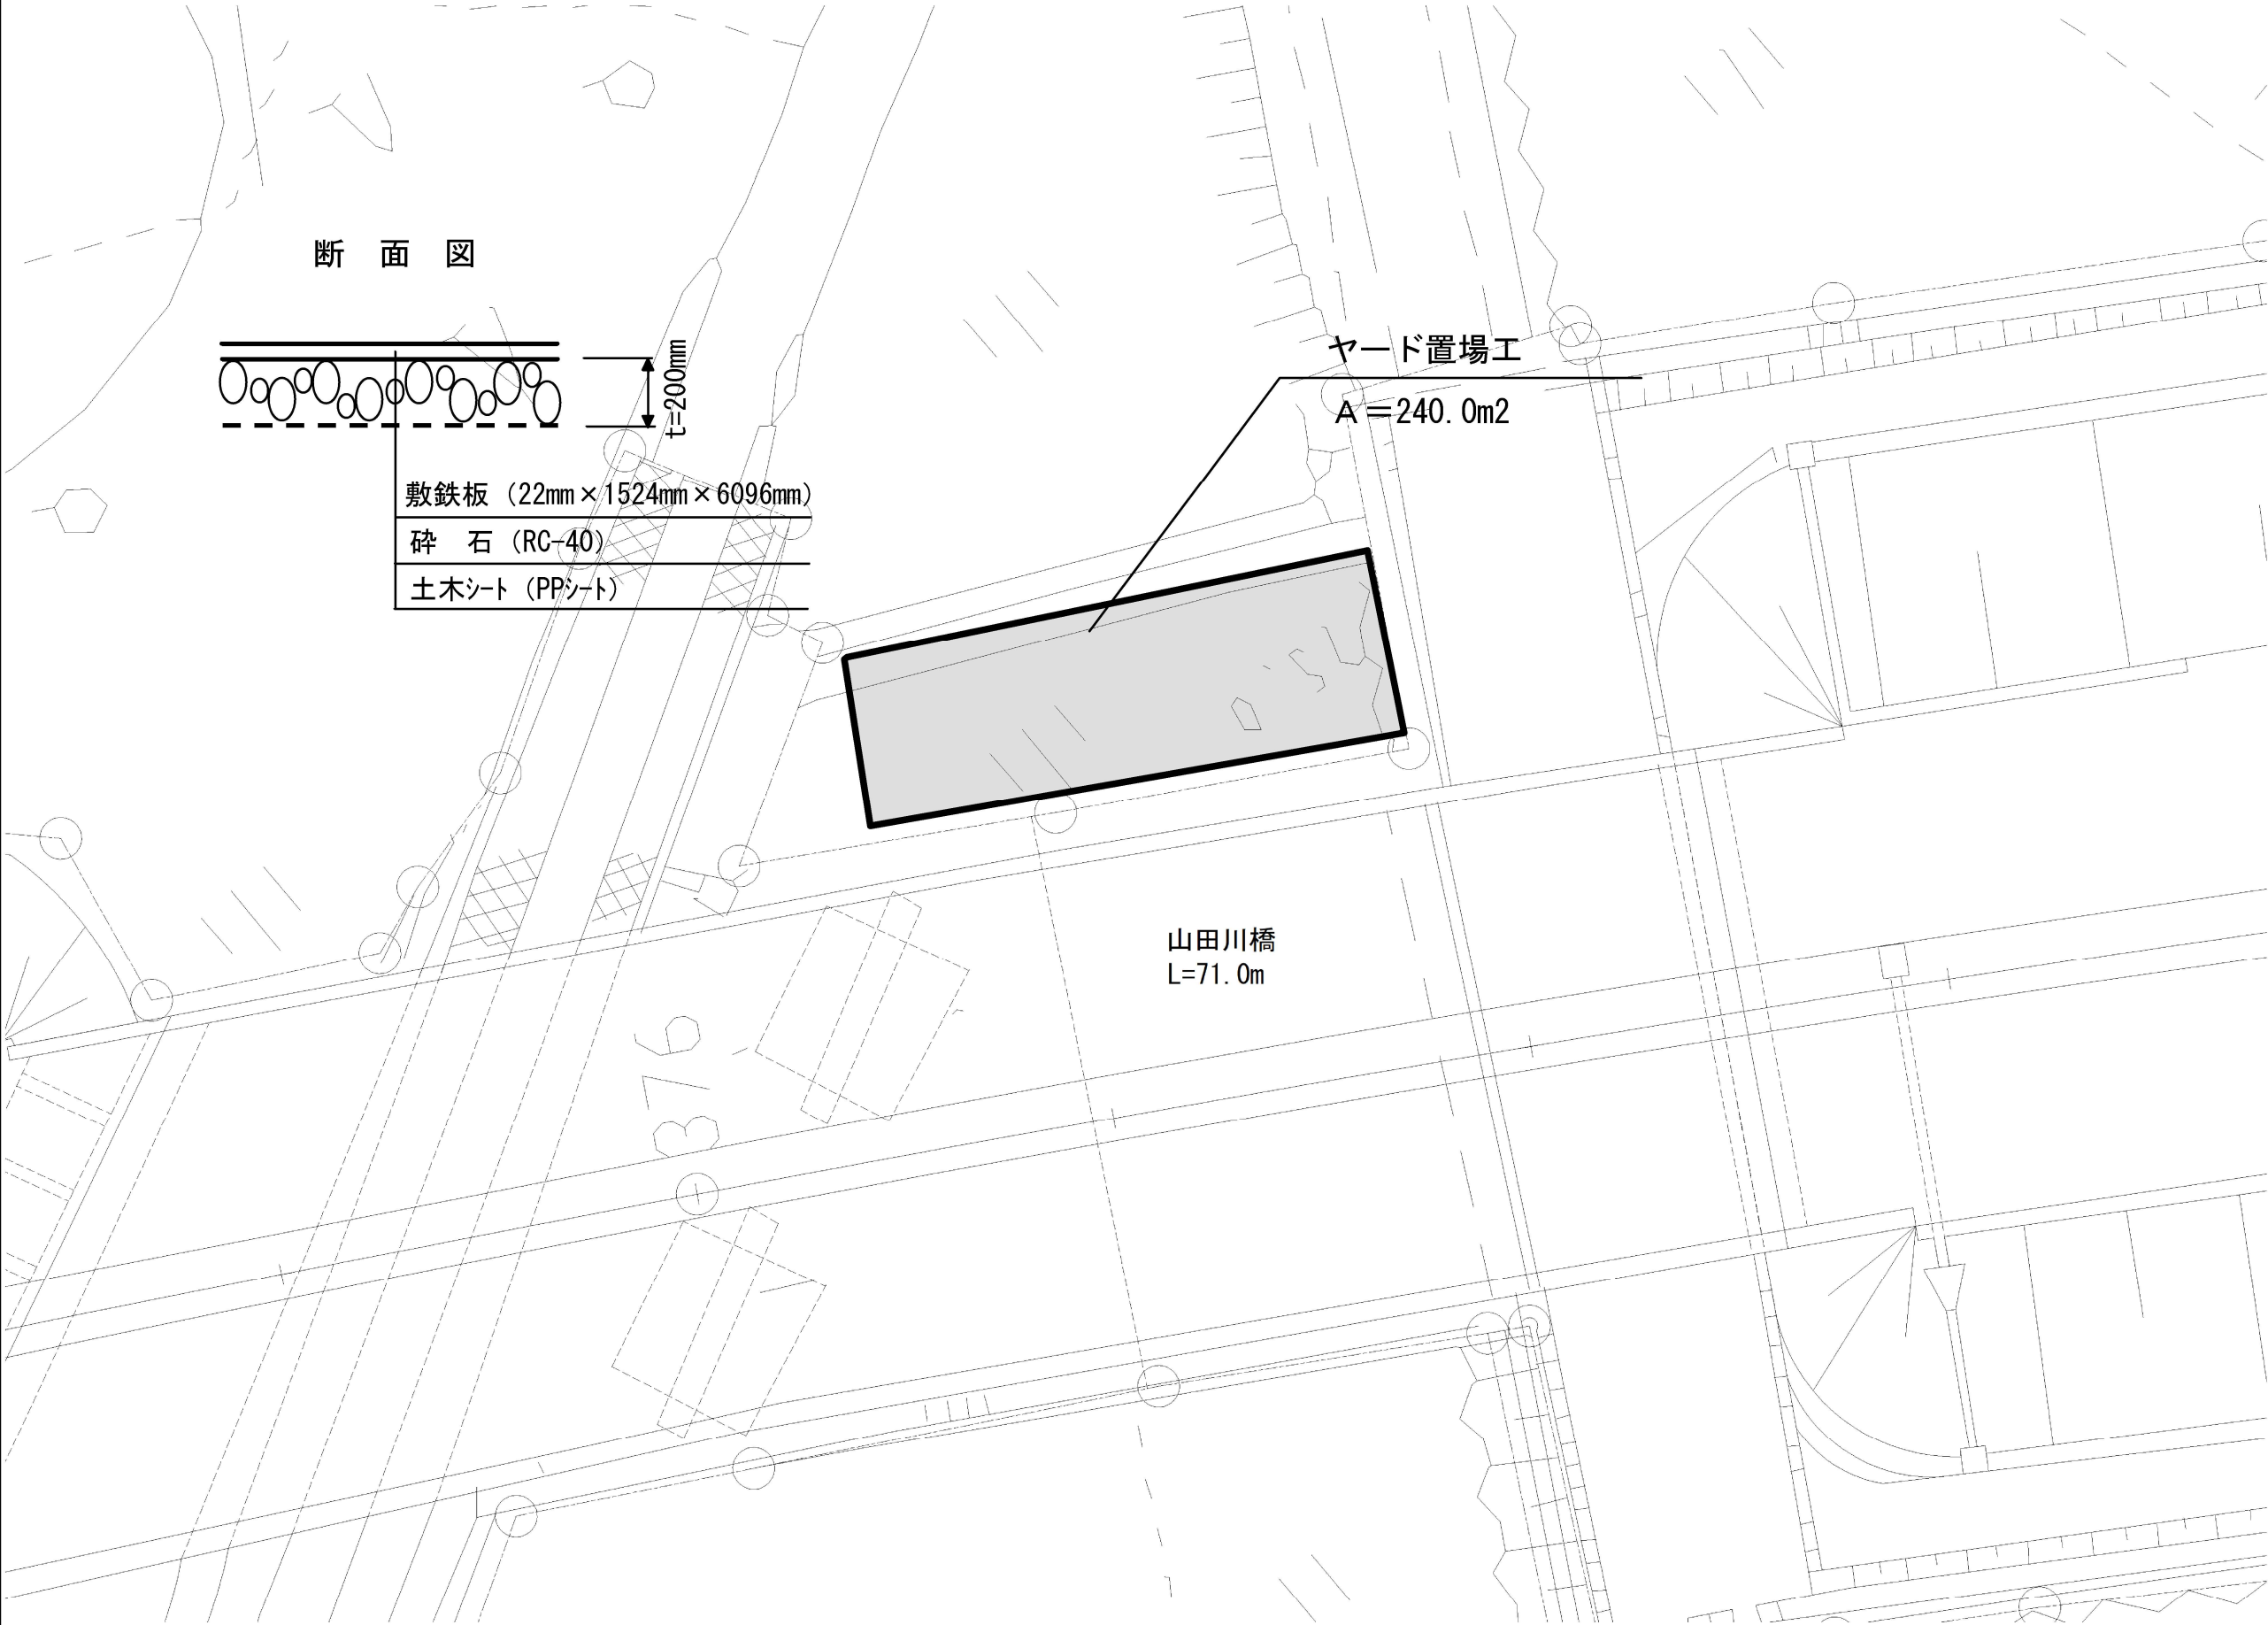 断　面　図
t=200mm
敷鉄板（22mm×1524mm×6096mm）
砕　石（RC-40）
土木ｼｰﾄ（PPｼｰﾄ）
ヤード置場工
Ａ＝240.0m2
山田川橋
L=71.0m